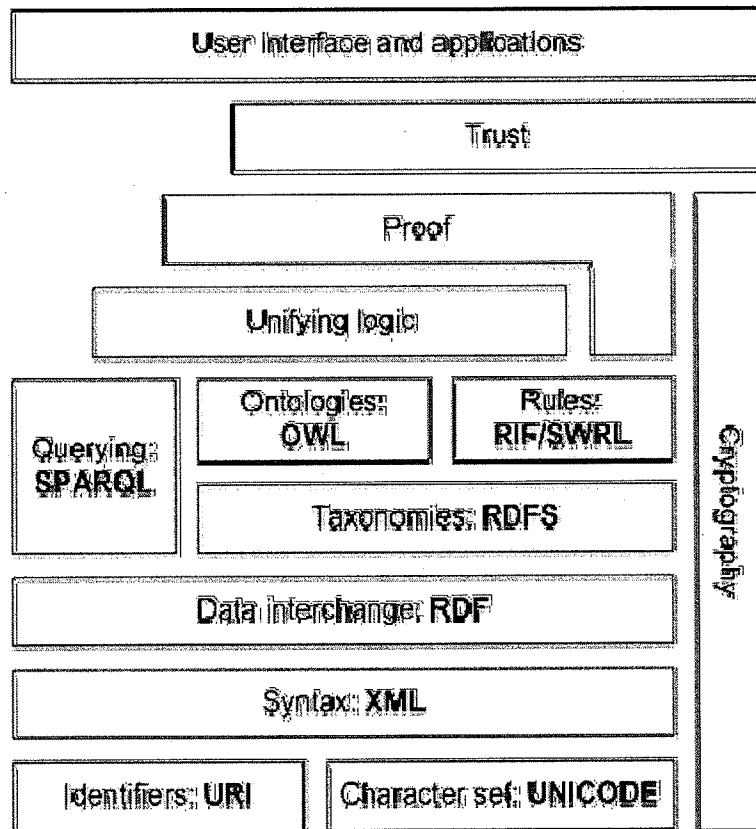 User interface and applications
Trust
Proof
Unifying logic
Ontologies:
OWL
Rules:
RIF/SWRL
Querying:
SPARQL
Taxonomies: RDFS
Cryptography
Data interchange: RDF
Syntax: XML
Identifiers: URI
Character set: UNICODE